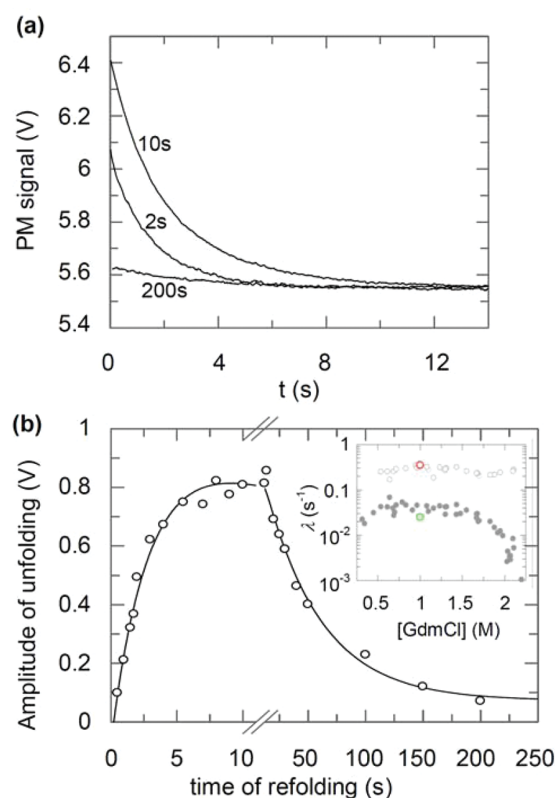 (a)
6.4
6.2
6
5.8
5.6
5.4
PM signal (V)
10s
2s
200s
0 4 8 12
t (s)
(b)
1
0.8
0.6
0.4
0.2
0
Amplitude of unfolding (V)
1
0.1
10⁻²
10⁻³
λ (s⁻¹)
0.5 1 1.5 2
[GdmCl] (M)
0 5 10 50 100 150 200 250
time of refolding (s)